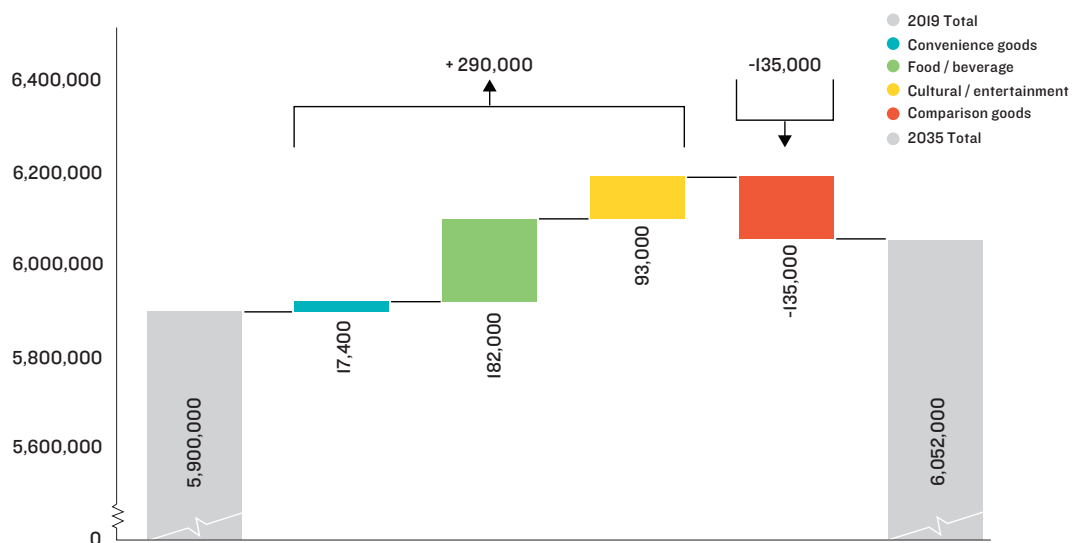 2019 Total
Convenience goods
Food / beverage
Cultural / entertainment
Comparison goods
2035 Total
+ 290,000
-135,000
6,400,000
6,200,000
6,000,000
5,800,000
5,600,000
0
5,900,000
17,400
182,000
93,000
-135,000
6,052,000